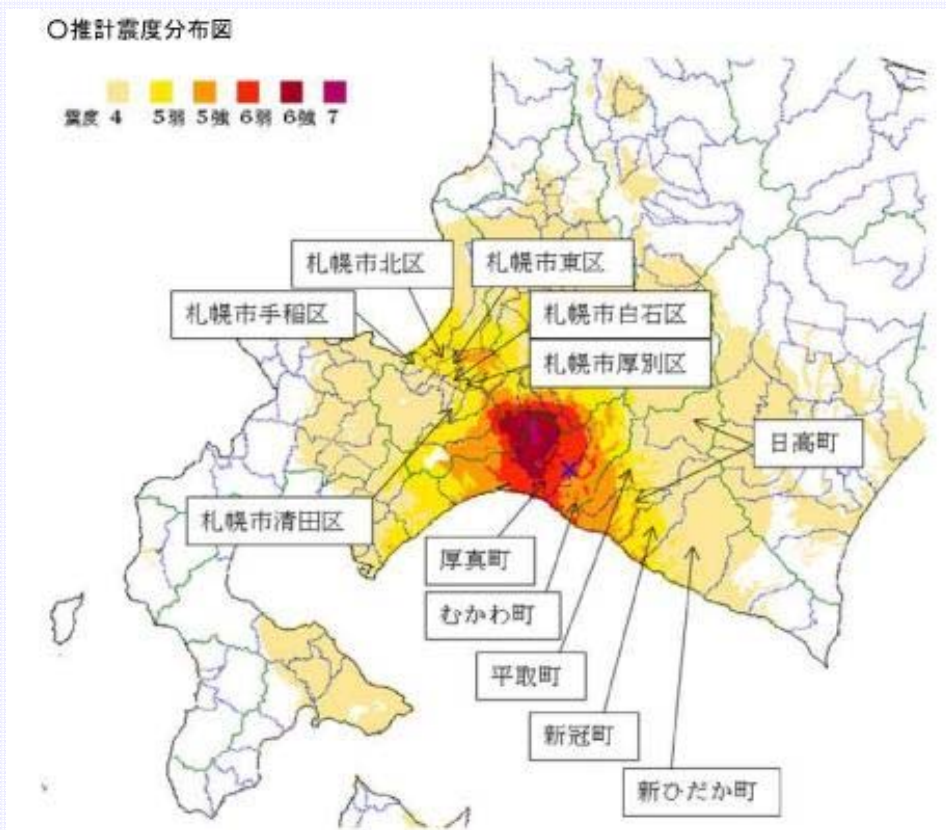 〇推計震度分布図
震度 4 5弱 5強 6弱 6強 7
札幌市北区
札幌市東区
札幌市手稲区
札幌市白石区
札幌市厚別区
日高町
札幌市清田区
厚真町
むかわ町
平取町
新冠町
新ひだか町